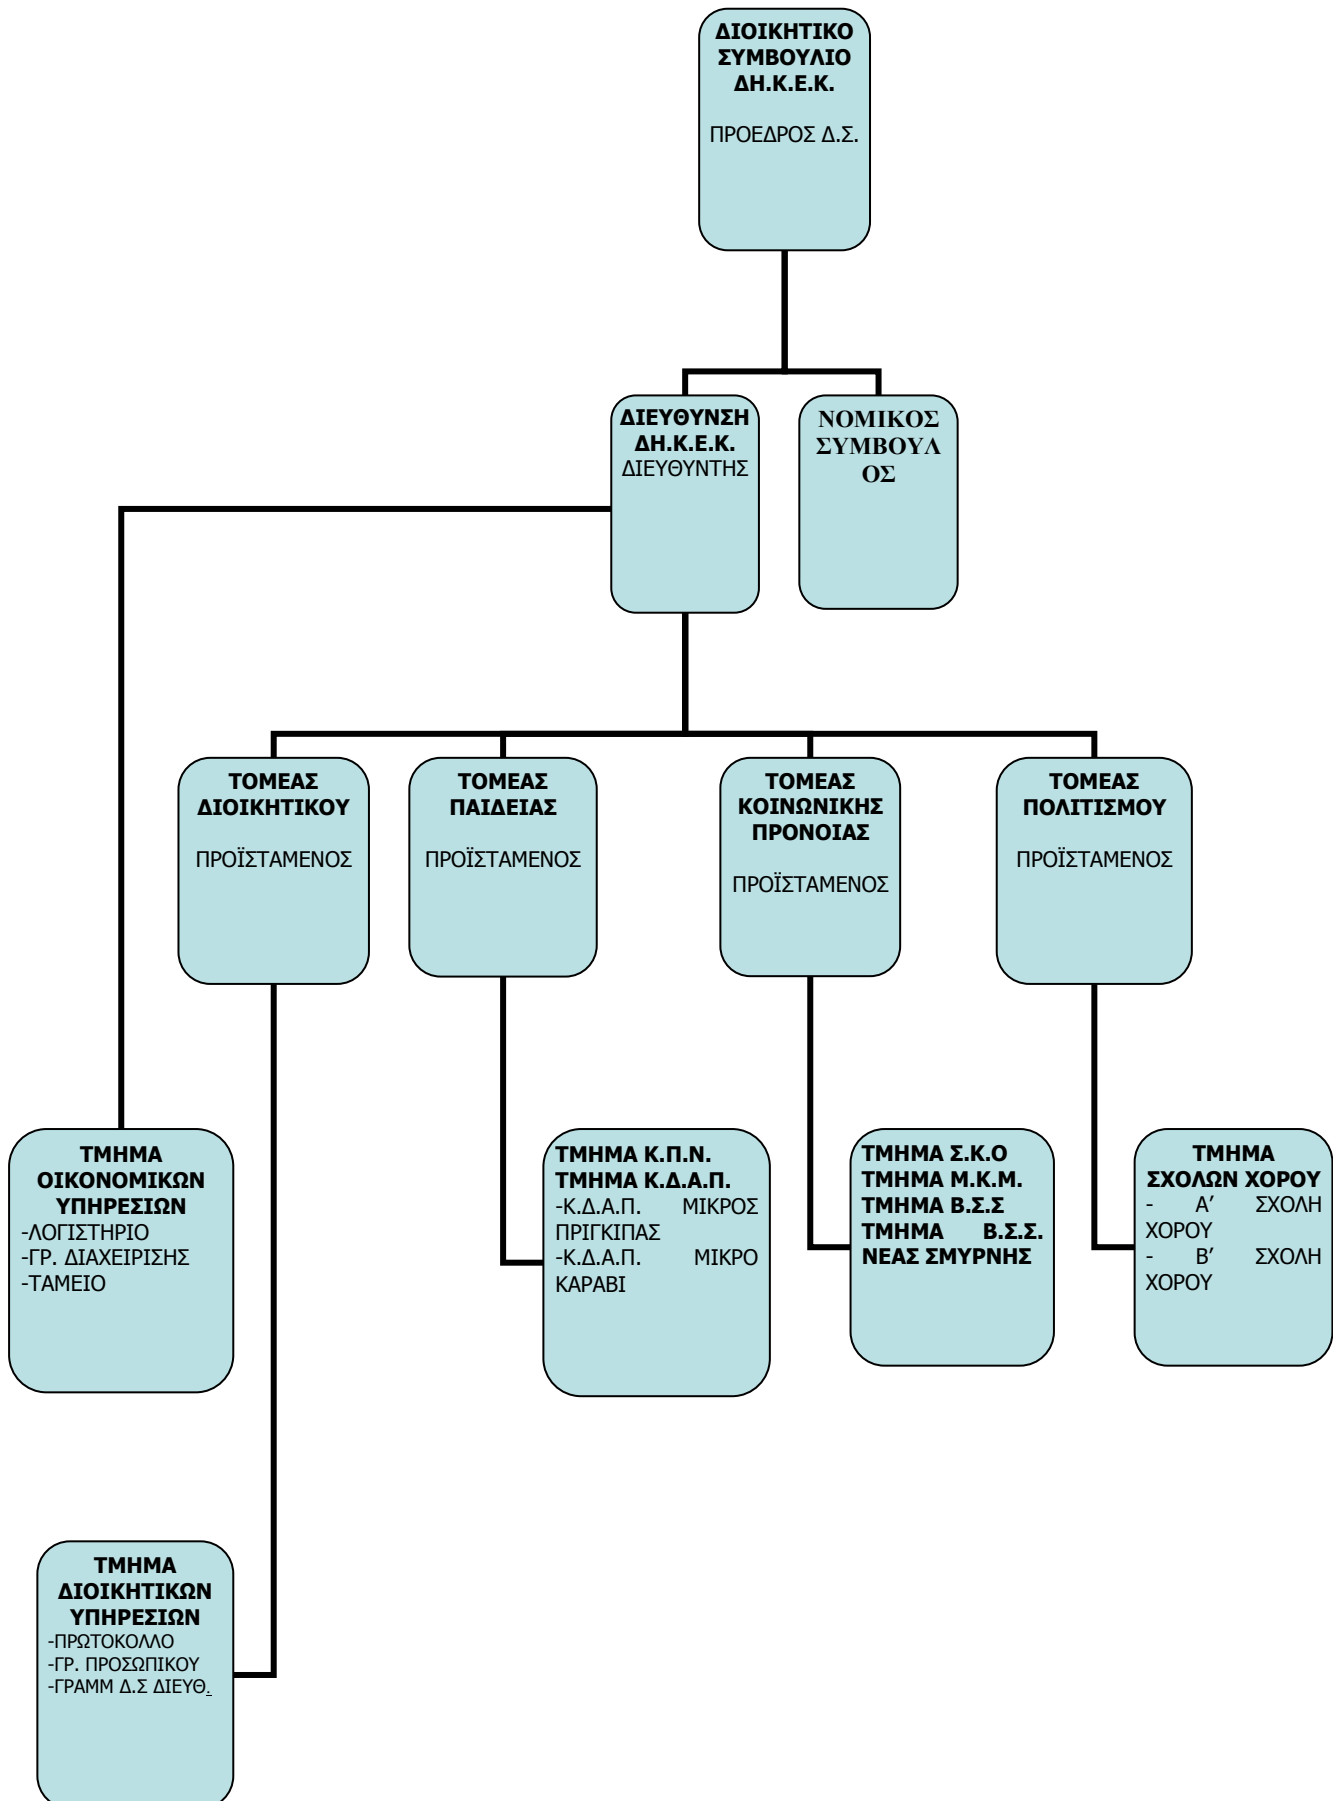 ΔΙΟΙΚΗΤΙΚΟ
ΣΥΜΒΟΥΛΙΟ
ΔΗ.Κ.Ε.Κ.
ΠΡΟΕΔΡΟΣ Δ.Σ.
ΔΙΕΥΘΥΝΣΗ
ΔΗ.Κ.Ε.Κ.
ΔΙΕΥΘΥΝΤΗΣ
ΝΟΜΙΚΟΣ
ΣΥΜΒΟΥΛ
ΟΣ
ΤΟΜΕΑΣ
ΔΙΟΙΚΗΤΙΚΟΥ
ΠΡΟΪΣΤΑΜΕΝΟΣ
ΤΟΜΕΑΣ
ΠΑΙΔΕΙΑΣ
ΠΡΟΪΣΤΑΜΕΝΟΣ
ΤΟΜΕΑΣ
ΚΟΙΝΩΝΙΚΗΣ
ΠΡΟΝΟΙΑΣ
ΠΡΟΪΣΤΑΜΕΝΟΣ
ΤΟΜΕΑΣ
ΠΟΛΙΤΙΣΜΟΥ
ΠΡΟΪΣΤΑΜΕΝΟΣ
ΤΜΗΜΑ
ΟΙΚΟΝΟΜΙΚΩΝ
ΥΠΗΡΕΣΙΩΝ
-ΛΟΓΙΣΤΗΡΙΟ
-ΓΡ. ΔΙΑΧΕΙΡΙΣΗΣ
-ΤΑΜΕΙΟ
ΤΜΗΜΑ Κ.Π.Ν.
ΤΜΗΜΑ Κ.Δ.Α.Π.
-Κ.Δ.Α.Π. ΜΙΚΡΟΣ
ΠΡΙΓΚΙΠΑΣ
-Κ.Δ.Α.Π. ΜΙΚΡΟ
ΚΑΡΑΒΙ
ΤΜΗΜΑ Σ.Κ.Ο
ΤΜΗΜΑ Μ.Κ.Μ.
ΤΜΗΜΑ Β.Σ.Σ
ΤΜΗΜΑ Β.Σ.Σ.
ΝΕΑΣ ΣΜΥΡΝΗΣ
ΤΜΗΜΑ
ΣΧΟΛΩΝ ΧΟΡΟΥ
- Α′ ΣΧΟΛΗ
ΧΟΡΟΥ
- Β′ ΣΧΟΛΗ
ΧΟΡΟΥ
ΤΜΗΜΑ
ΔΙΟΙΚΗΤΙΚΩΝ
ΥΠΗΡΕΣΙΩΝ
-ΠΡΩΤΟΚΟΛΛΟ
-ΓΡ. ΠΡΟΣΩΠΙΚΟΥ
-ΓΡΑΜΜ Δ.Σ ΔΙΕΥΘ.